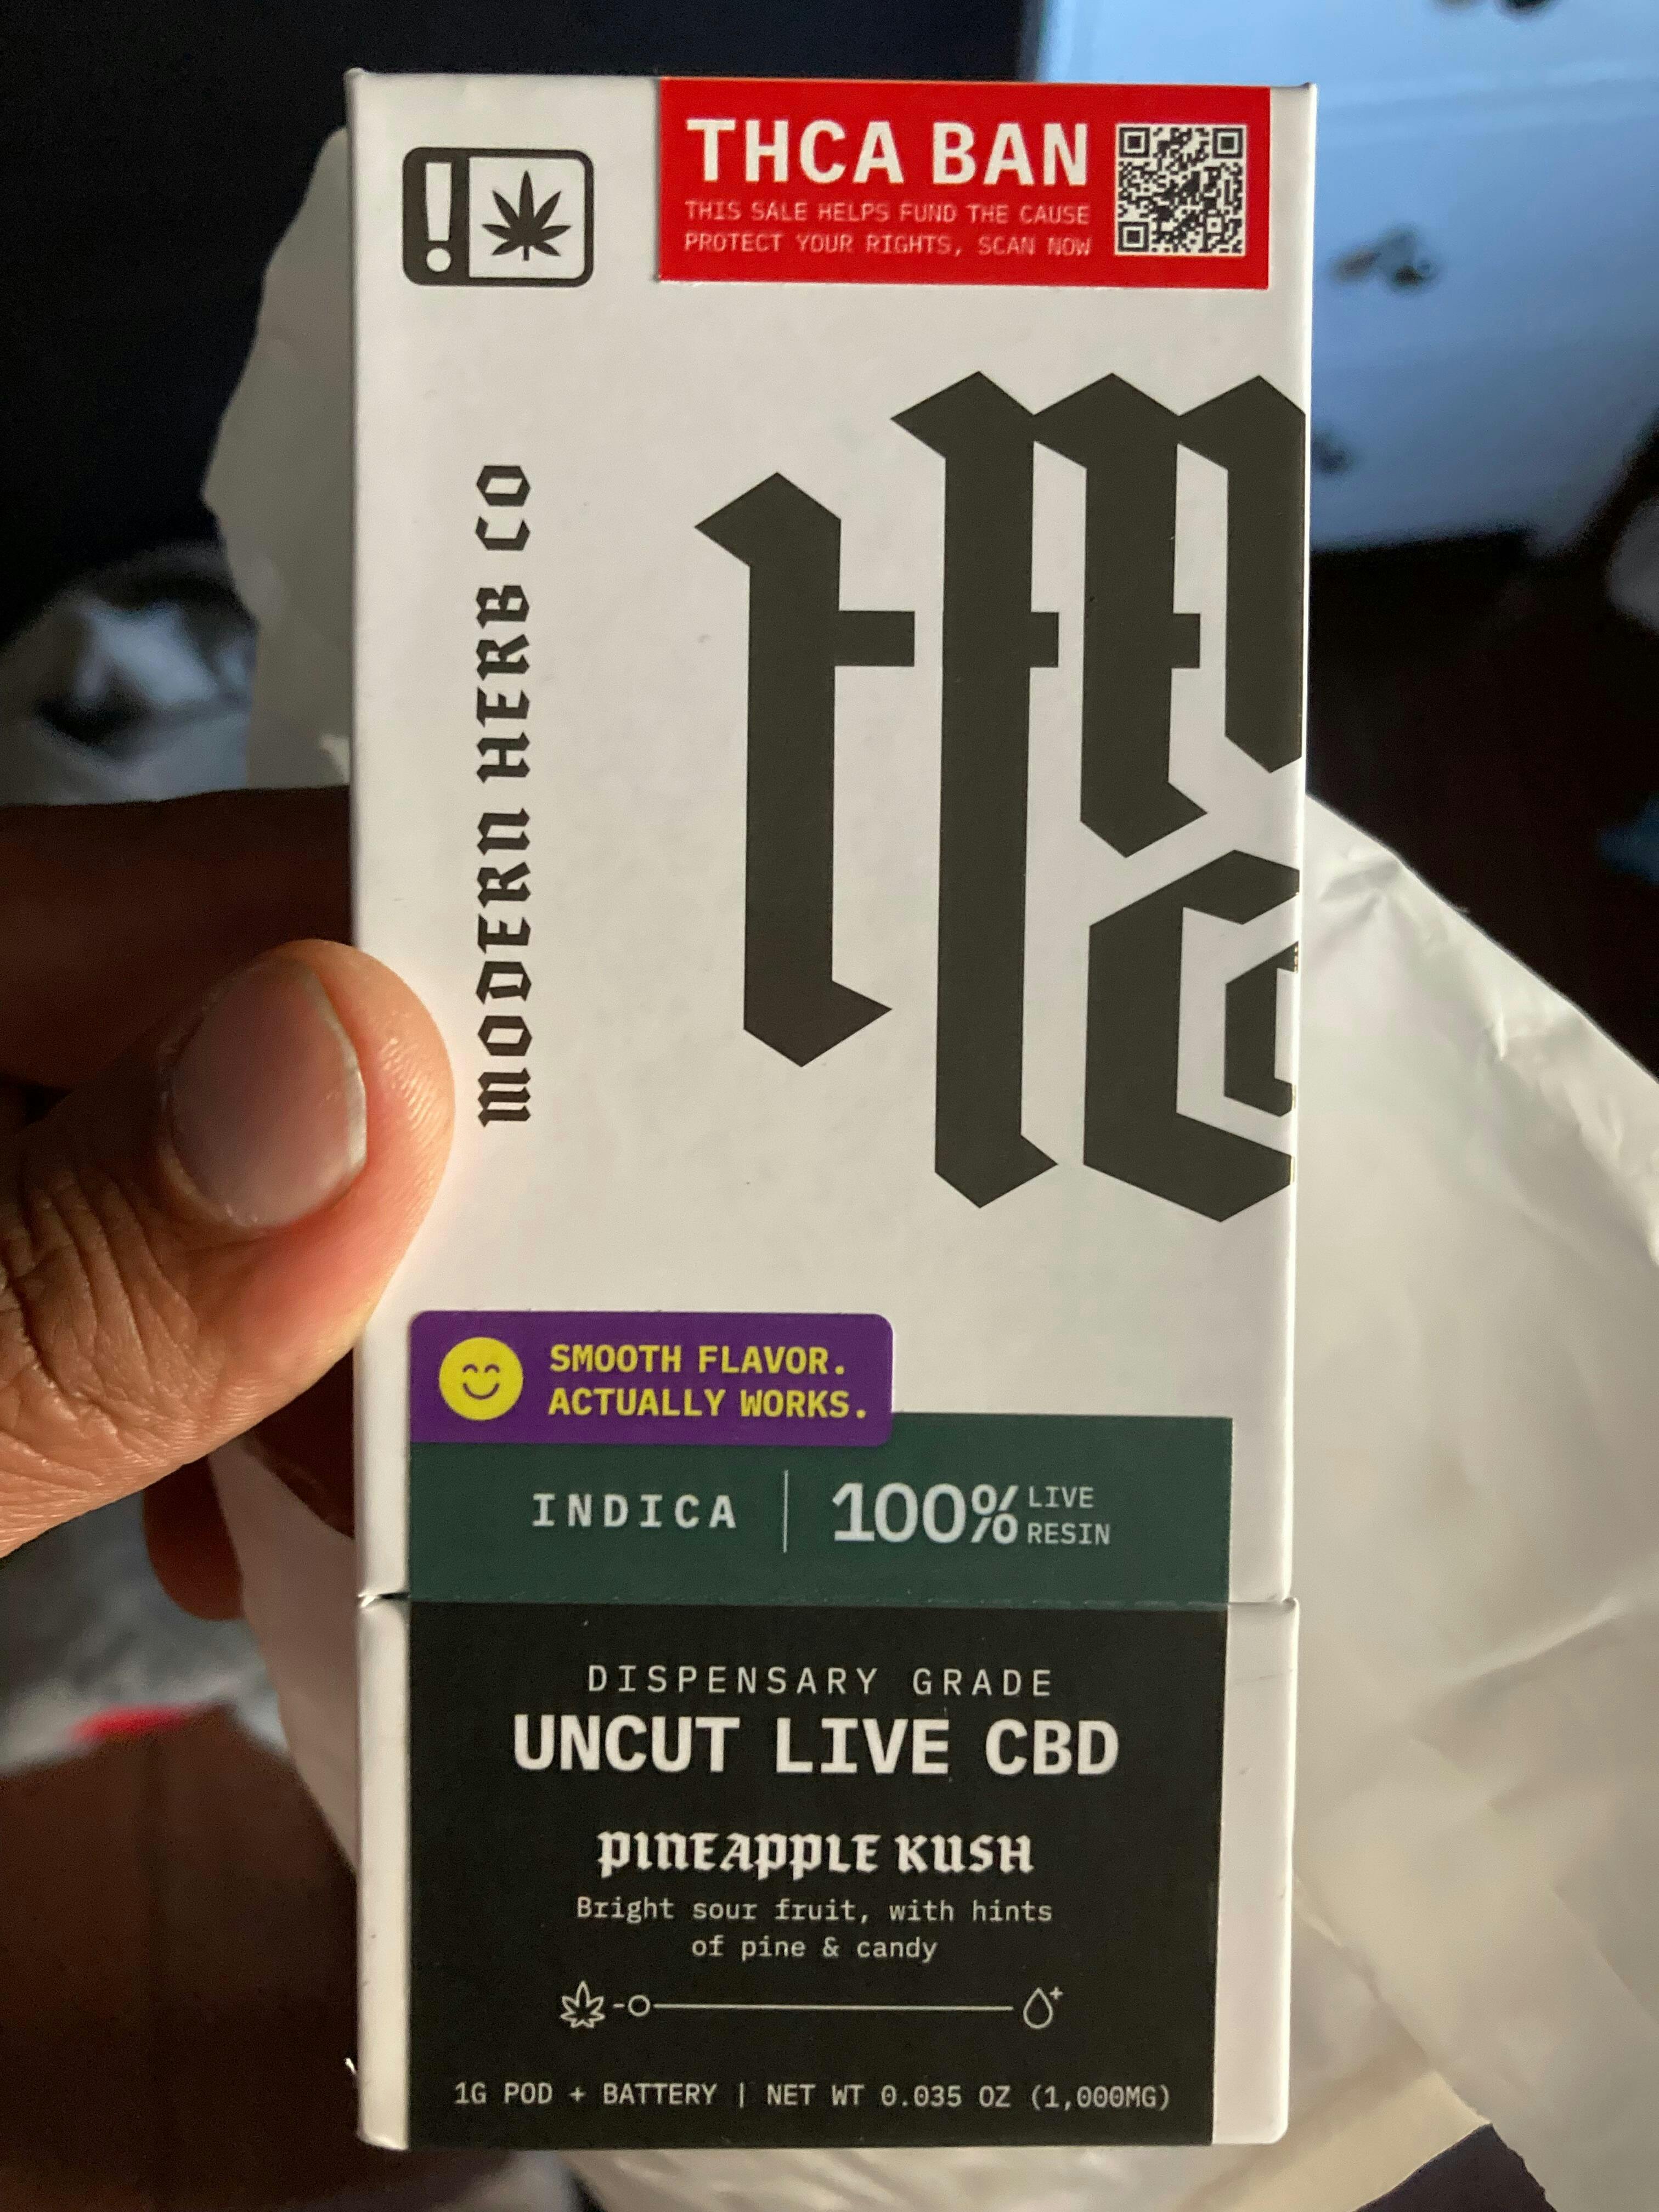 THCA BAN
THIS SALE HELPS FUND THE CAUSE
PROTECT YOUR RIGHTS, SCAN NOW
!
MODERN HERB CO
SMOOTH FLAVOR.
ACTUALLY WORKS.
INDICA | 100% LIVE
RESIN
DISPENSARY GRADE
UNCUT LIVE CBD
PINEAPPLE KUSH
Bright sour fruit, with hints
of pine & candy
1G POD + BATTERY | NET WT 0.035 OZ (1,000MG)